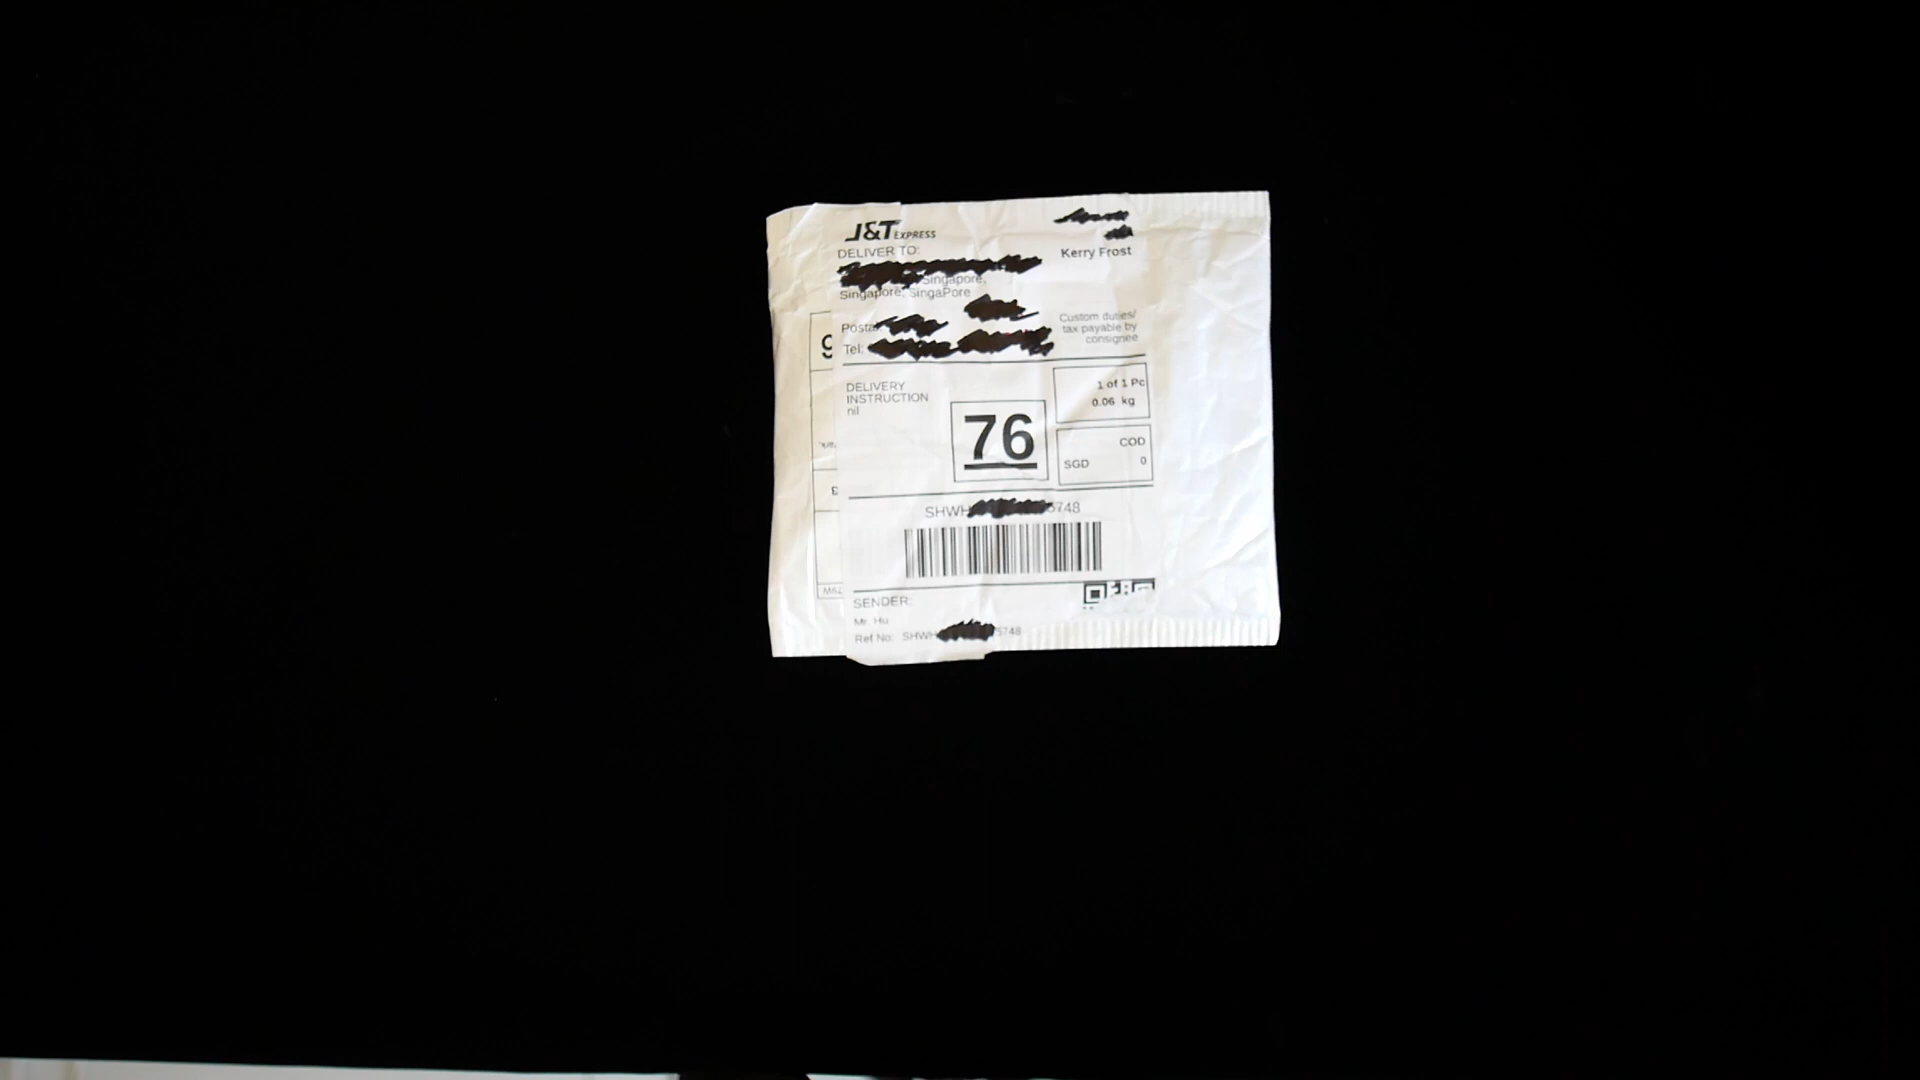 J&T EXPRESS
DELIVER TO:
Kerry Frost
Singapore,
Singapore, SingaPore
Postal
Tel:
Custom duties/
tax payable by
consignee
DELIVERY
INSTRUCTION
nil
76
1 of 1 Pc
0.06 kg
COD
SGD 0
SHWH 5748
SENDER:
Mr. Hu
Ref No: SHWH 5748